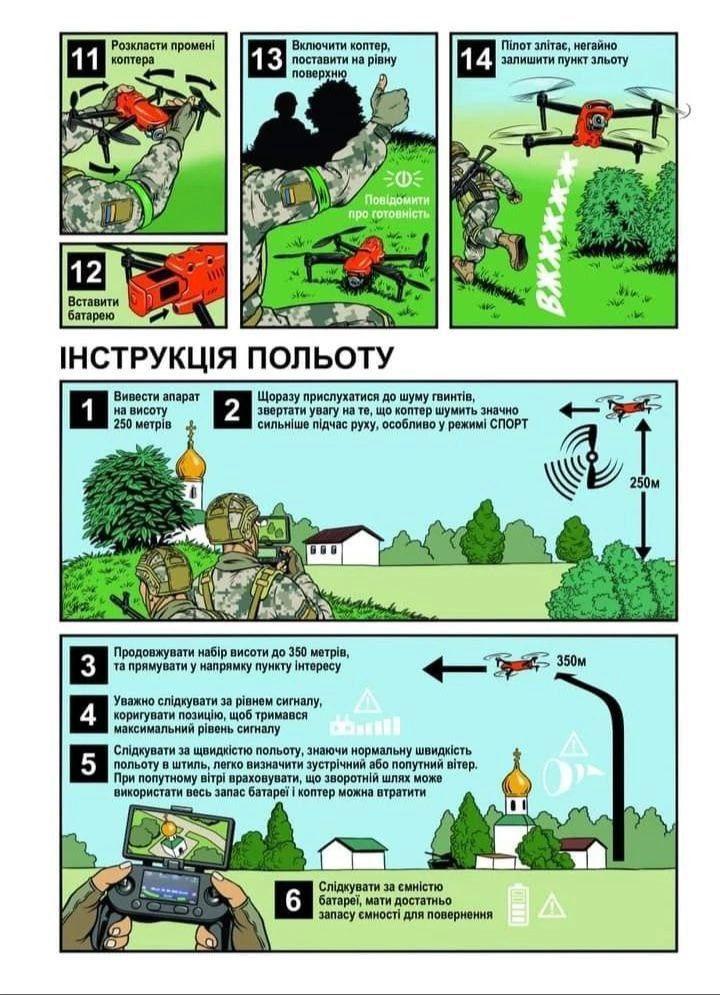 11 Розкласти промені
коптера
12
Вставити
батарею
13 Включити коптер,
поставити на рівну
поверхню
Повідомити
про готовність
14 Пілот злітає, негайно
залишити пункт зльоту
ВЖЖЖЖЖ
ІНСТРУКЦІЯ ПОЛЬОТУ
1 Вивести апарат
на висоту
250 метрів
2 Щоразу прислухатися до шуму гвинтів,
звертати увагу на те, що коптер шумить значно
сильніше підчас руху, особливо у режимі СПОРТ
250м
3 Продовжувати набір висоти до 350 метрів,
та прямувати у напрямку пункту інтересу
350м
4 Уважно слідкувати за рівнем сигналу,
коригувати позицію, щоб тримався
максимальний рівень сигналу
5 Слідкувати за щвидкістю польоту, знаючи нормальну швидкість
польоту в штиль, легко визначити зустрічний або попутний вітер.
При попутному вітрі враховувати, що зворотній шлях може
використати весь запас батареї і коптер можна втратити
6 Слідкувати за ємністю
батареї, мати достатньо
запасу ємності для повернення